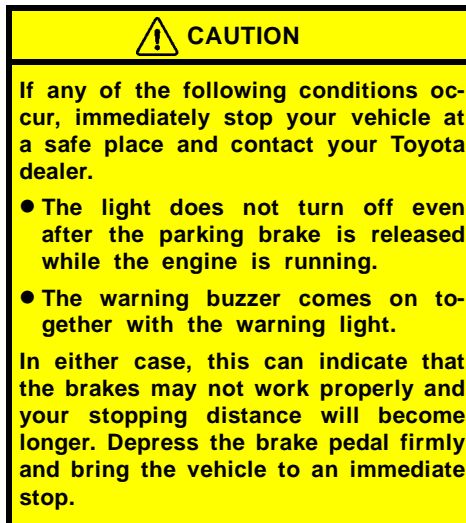 CAUTION
If any of the following conditions oc-
cur, immediately stop your vehicle at
a safe place and contact your Toyota
dealer.
● The light does not turn off even
after the parking brake is released
while the engine is running.
● The warning buzzer comes on to-
gether with the warning light.
In either case, this can indicate that
the brakes may not work properly and
your stopping distance will become
longer. Depress the brake pedal firmly
and bring the vehicle to an immediate
stop.